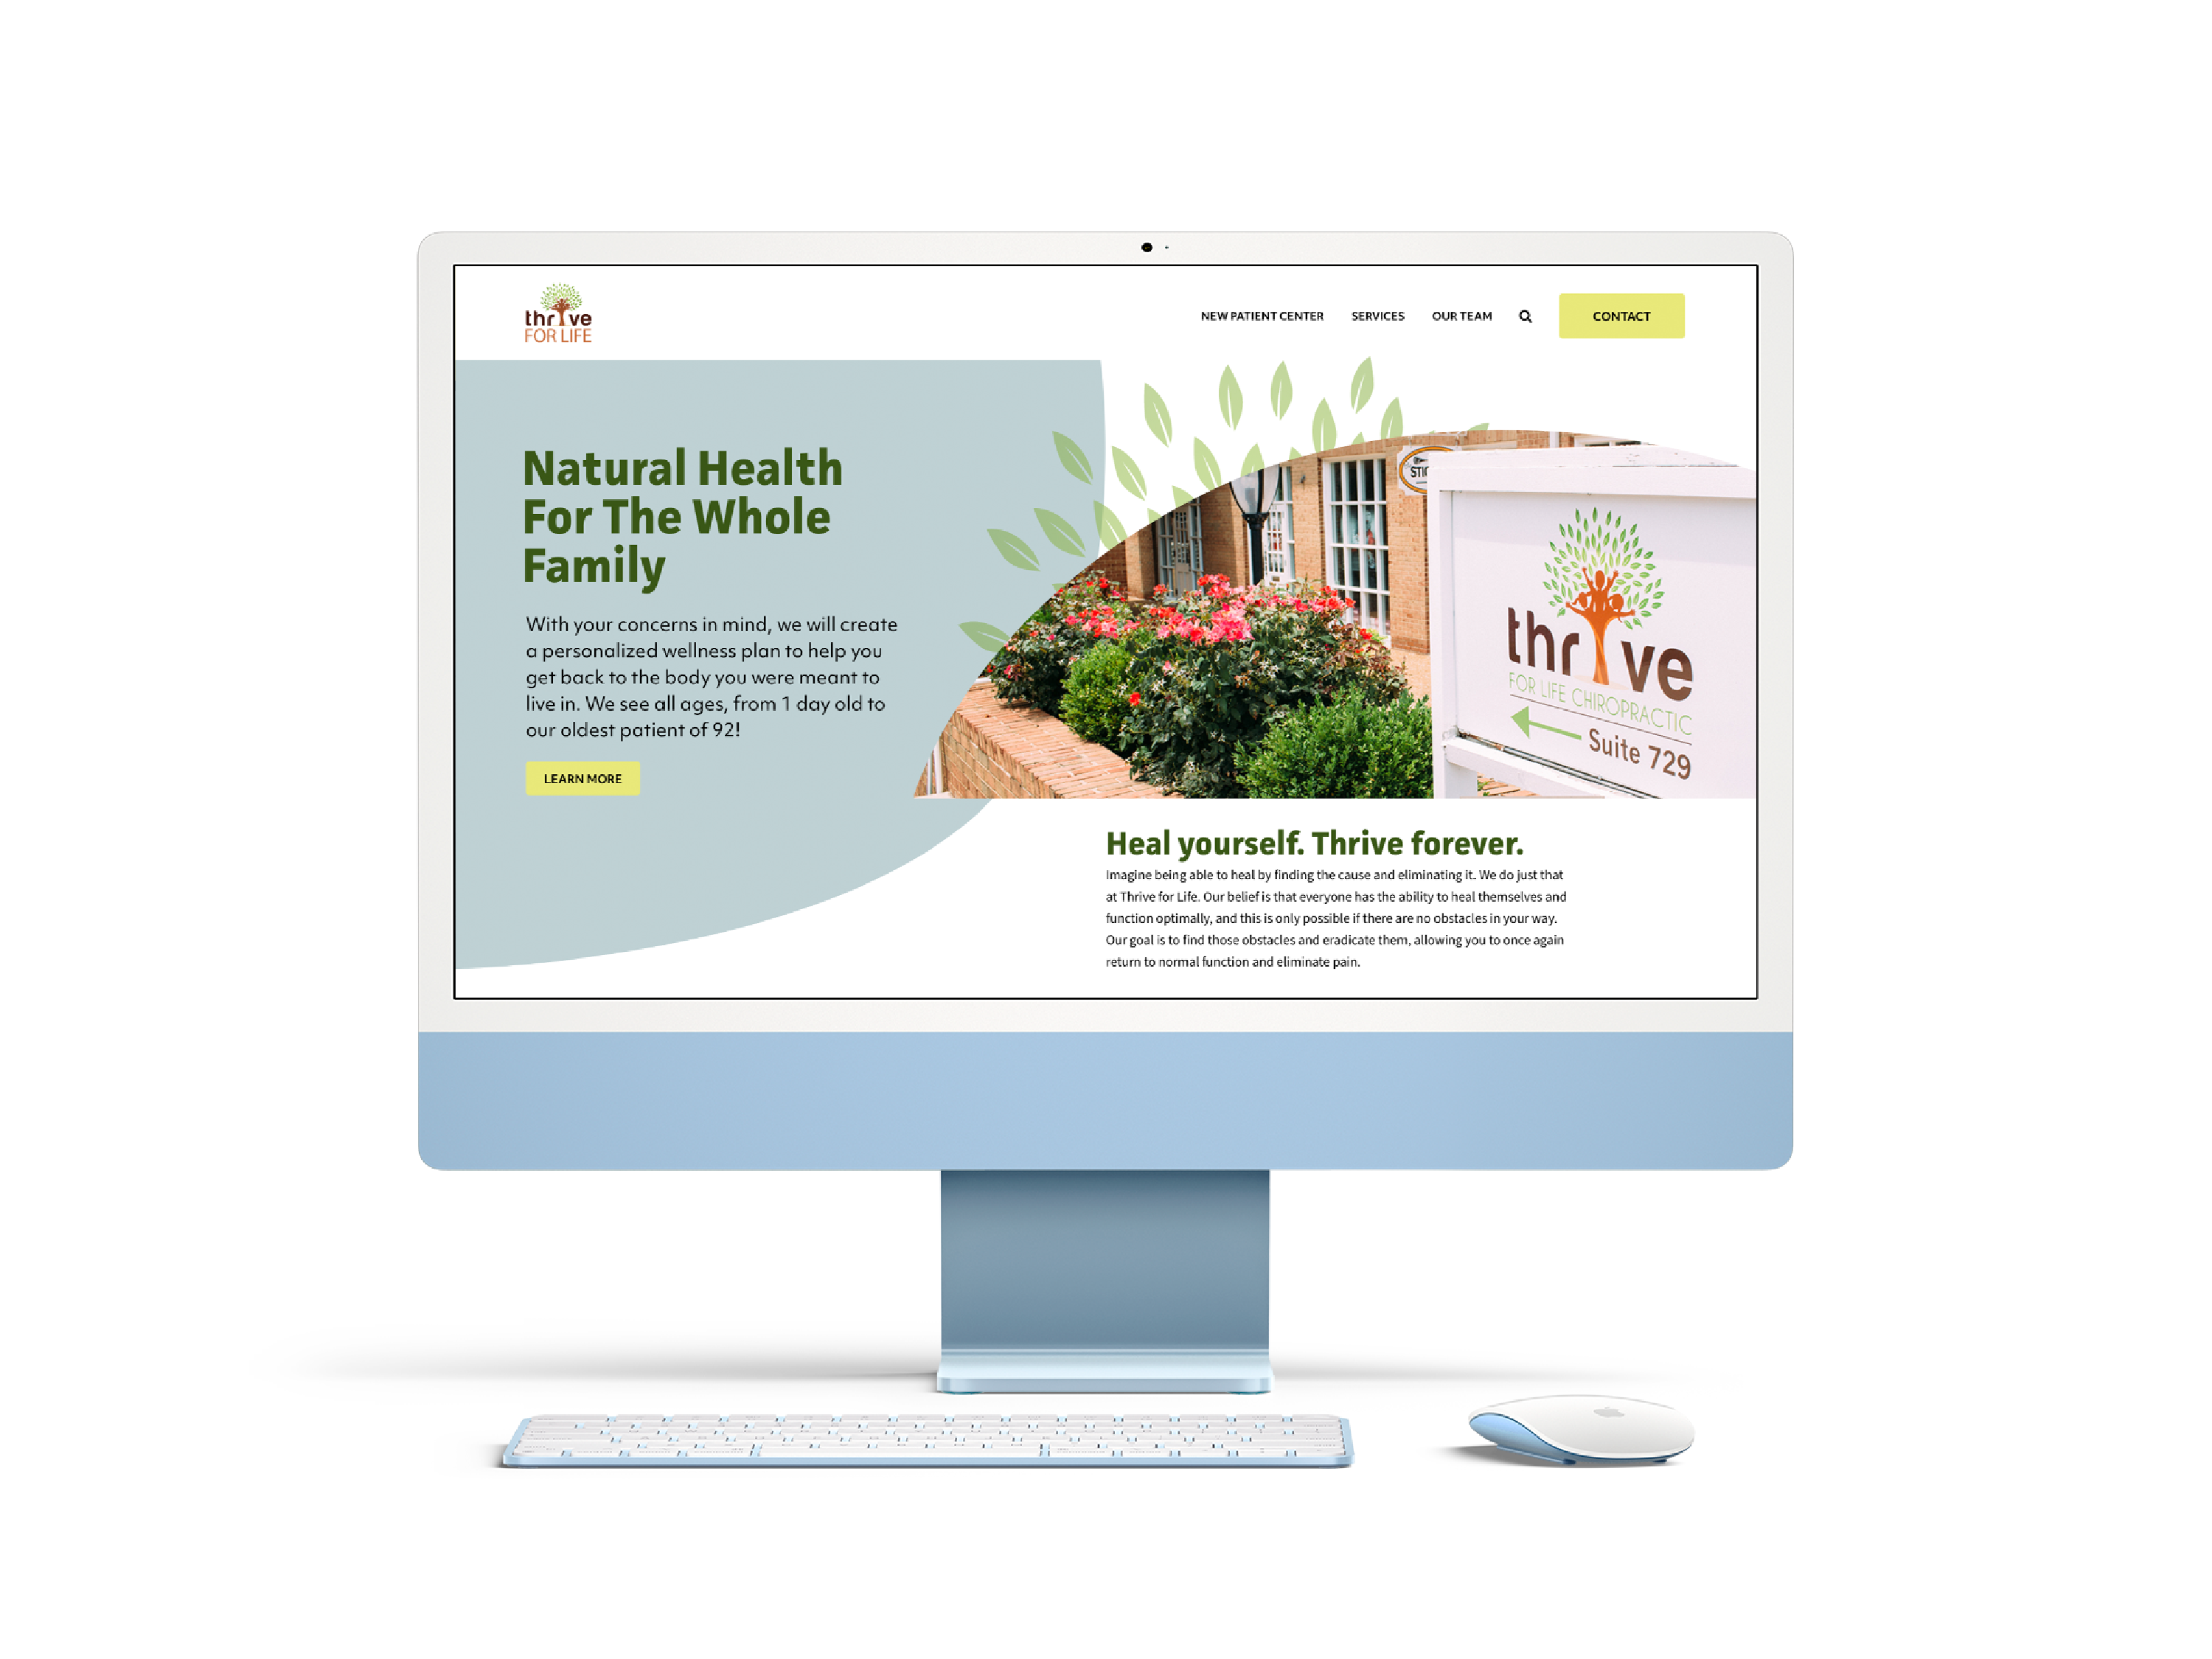 thrive
FOR LIFE
NEW PATIENT CENTER
SERVICES
OUR TEAM
CONTACT
Natural Health
For The Whole
Family
With your concerns in mind, we will create
a personalized wellness plan to help you
get back to the body you were meant to
live in. We see all ages, from 1 day old to
our oldest patient of 92!
LEARN MORE
thrive
FOR LIFE CHIROPRACTIC
Suite 729
Heal yourself. Thrive forever.
Imagine being able to heal by finding the cause and eliminating it. We do just that
at Thrive for Life. Our belief is that everyone has the ability to heal themselves and
function optimally, and this is only possible if there are no obstacles in your way.
Our goal is to find those obstacles and eradicate them, allowing you to once again
return to normal function and eliminate pain.